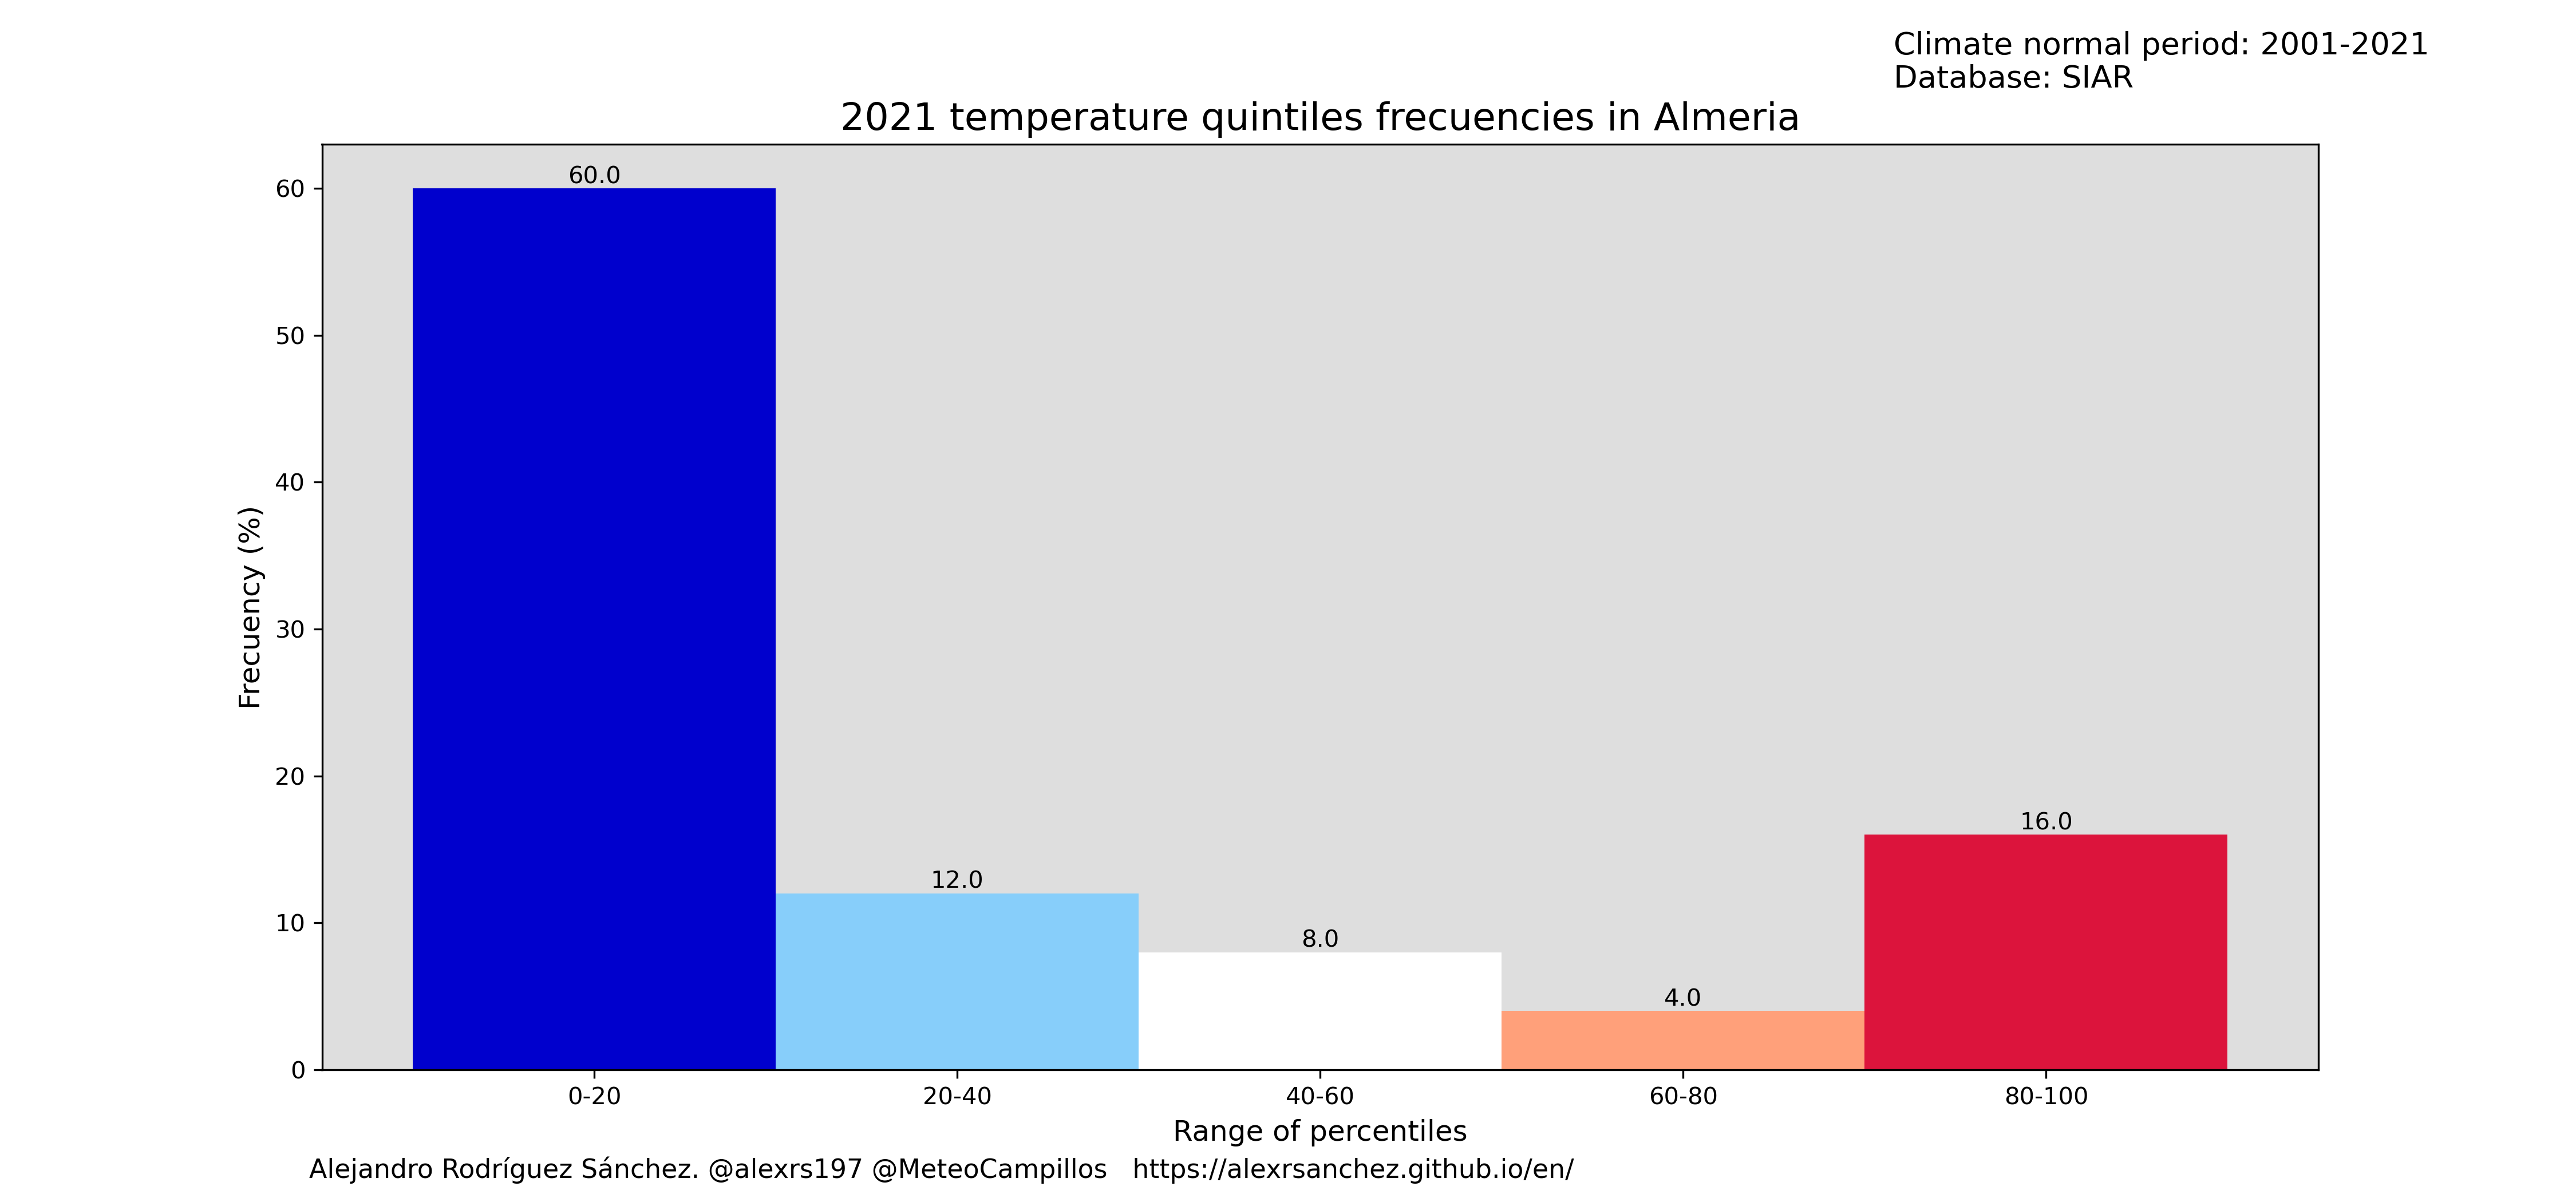 Climate normal period: 2001-2021
Database: SIAR
2021 temperature quintiles frecuencies in Almeria
60.0
60
50
40
30
20
10
0
Frecuency (%)
16.0
12.0
8.0
4.0
0-20 20-40 40-60 60-80 80-100
Range of percentiles
Alejandro Rodríguez Sánchez. @alexrs197 @MeteoCampillos https://alexrsanchez.github.io/en/